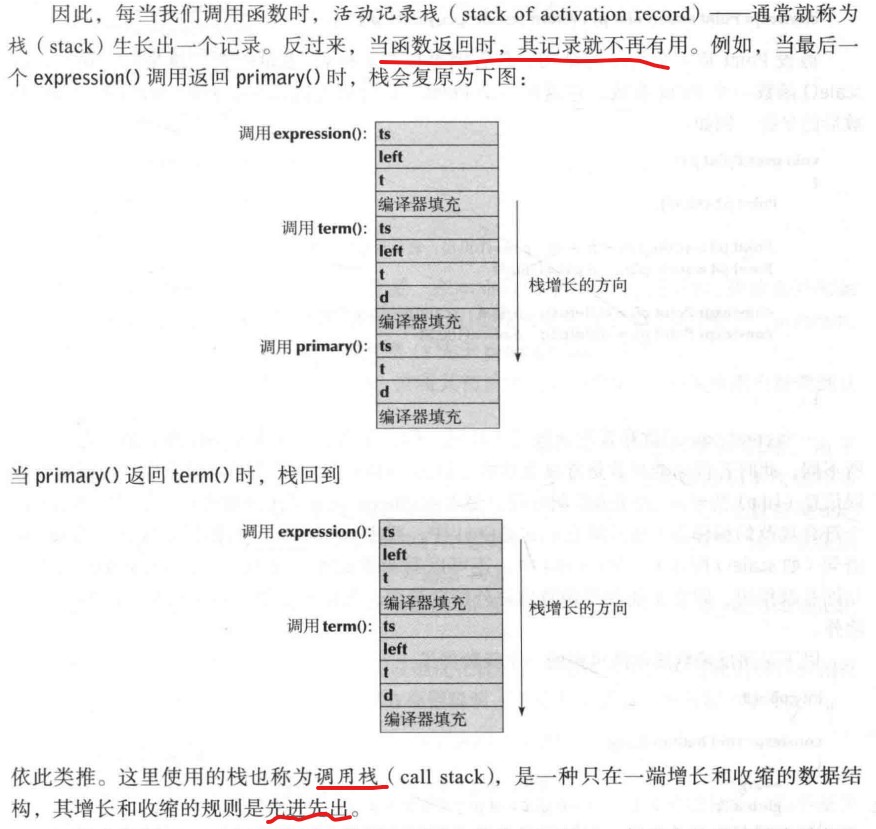 因此，每当我们调用函数时，活动记录栈（stack of activation record）——通常就称为
栈（stack）生长出一个记录。反过来，当函数返回时，其记录就不再有用。例如，当最后一
个 expression() 调用返回 primary() 时，栈会复原为下图：
调用 expression(): ts
left
t
编译器填充
调用 term(): ts
left
t
d
编译器填充
调用 primary(): ts
t
d
编译器填充
栈增长的方向
当 primary() 返回 term() 时，栈回到
调用 expression(): ts
left
t
编译器填充
调用 term(): ts
left
t
d
编译器填充
栈增长的方向
依此类推。这里使用的栈也称为调用栈（call stack），是一种只在一端增长和收缩的数据结
构，其增长和收缩的规则是先进先出。